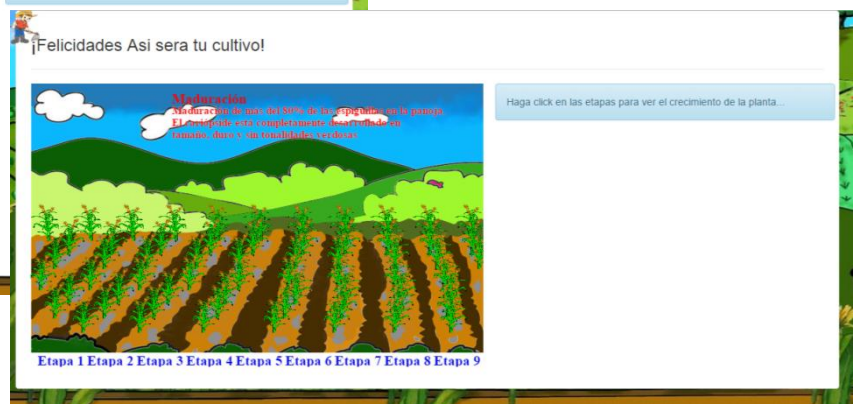 ¡Felicidades Asi sera tu cultivo!
Maduración
Maduración de más del 80% de las espiguillas en la panoja.
El cariópside esta completamente desarrollado en
tamaño, duro y sin tonalidades verdosas
Haga click en las etapas para ver el crecimiento de la planta...
Etapa 1 Etapa 2 Etapa 3 Etapa 4 Etapa 5 Etapa 6 Etapa 7 Etapa 8 Etapa 9